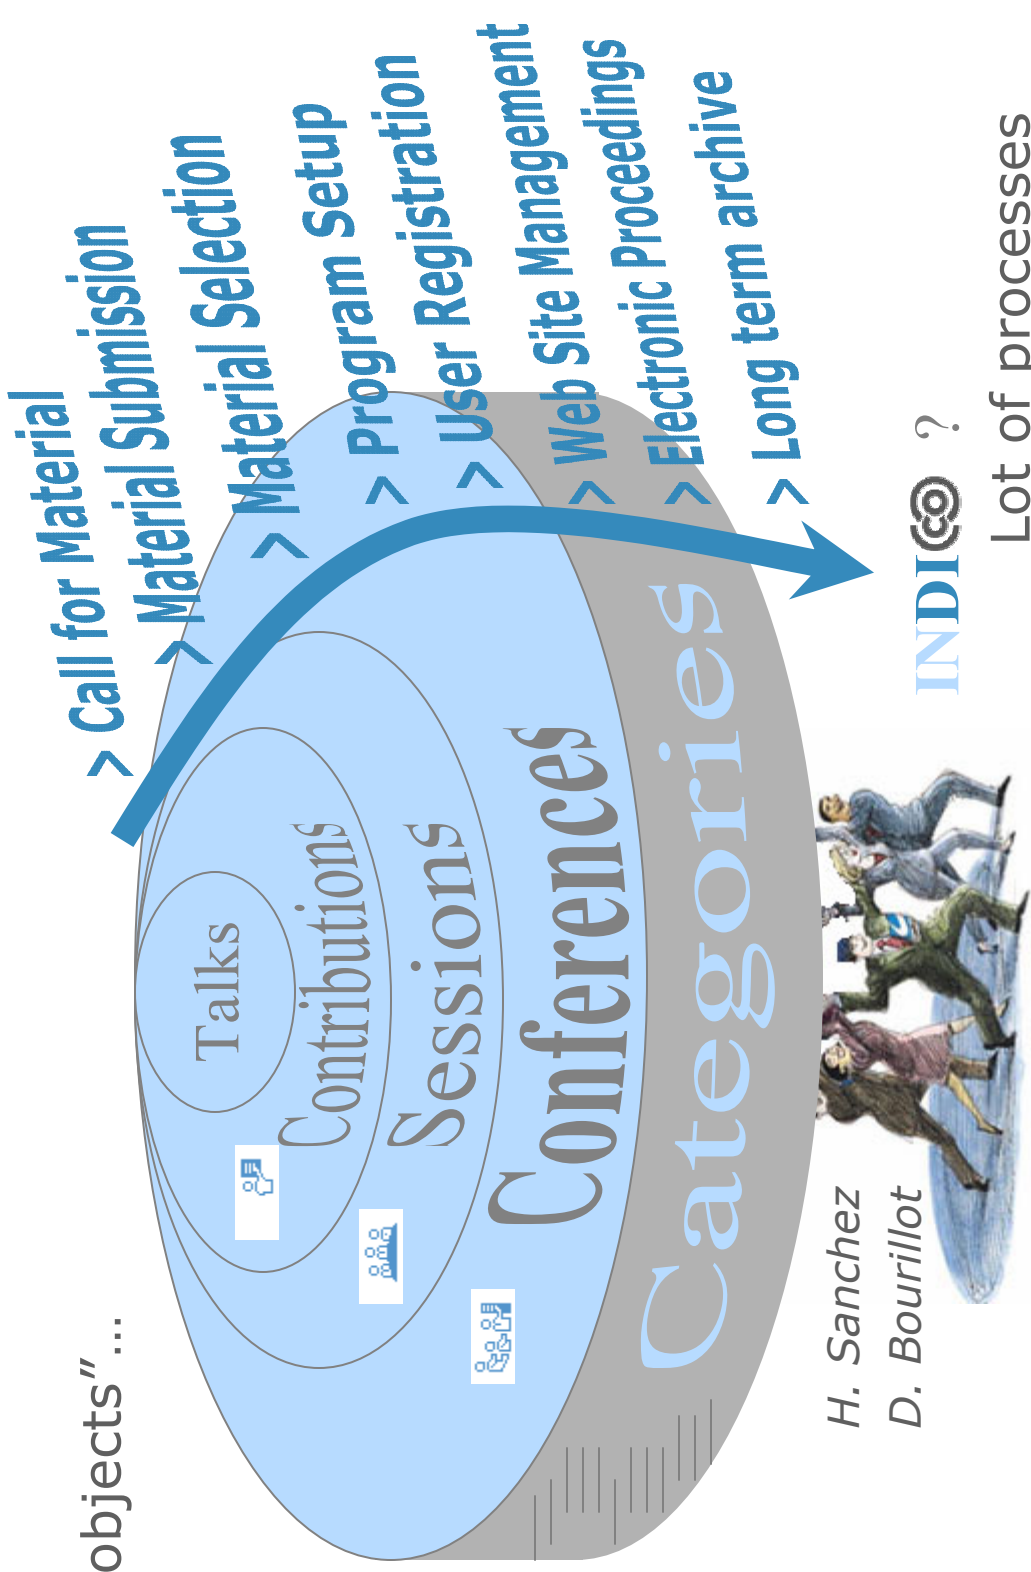 objects”...
> Call for Material
> Material Submission
> Material Selection
> Program Setup
> User Registration
> Web Site Management
> Electronic Proceedings
> Long term archive
Talks
Contributions
Sessions
Conferences
Categories
H. Sanchez
D. Bourillot
INDICO ?
Lot of processes